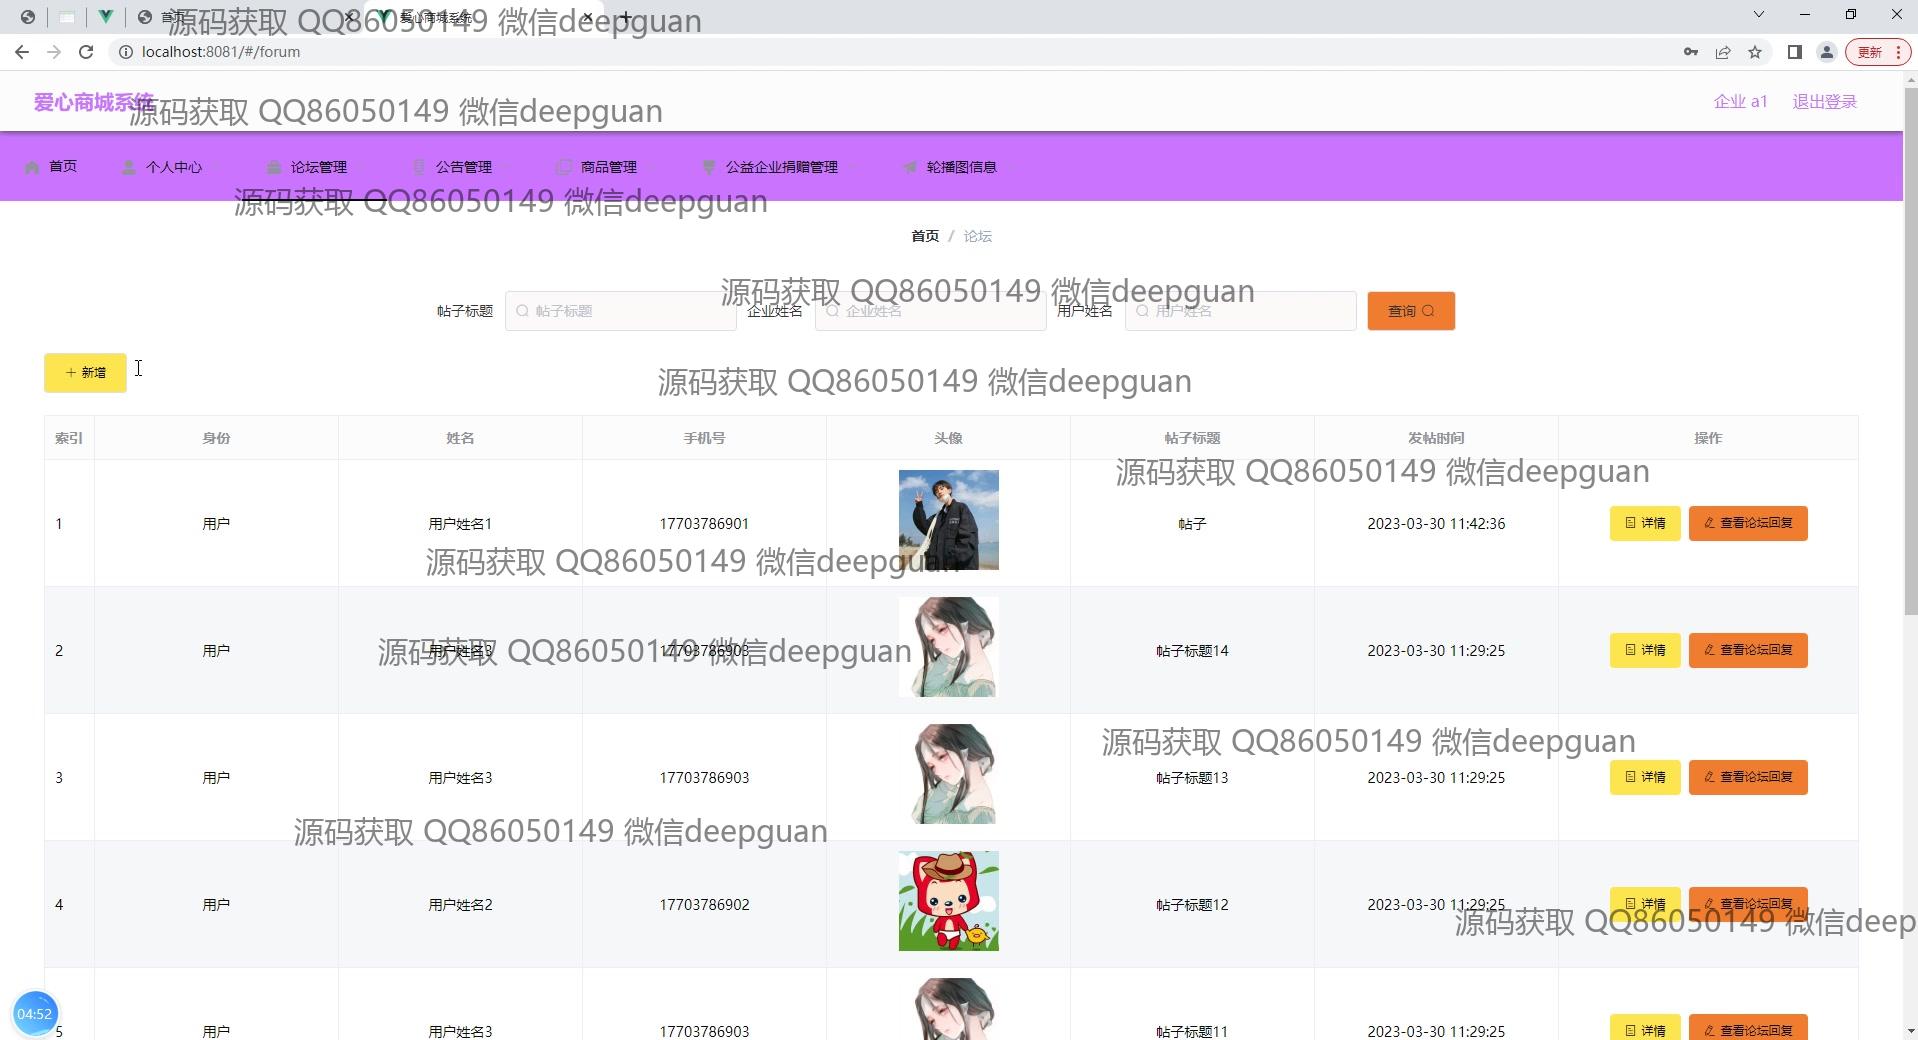 首页
爱心商城系统
源码获取 QQ86050149 微信deepguan
localhost:8081/#/forum
更新
爱心商城系统
源码获取 QQ86050149 微信deepguan
企业 a1
退出登录
首页
个人中心
论坛管理
公告管理
商品管理
公益企业捐赠管理
轮播图信息
源码获取 QQ86050149 微信deepguan
首页 / 论坛
源码获取 QQ86050149 微信deepguan
帖子标题
帖子标题
企业姓名
企业姓名
用户姓名
用户姓名
查询
+ 新增
源码获取 QQ86050149 微信deepguan
索引 身份 姓名 手机号 头像 帖子标题 发帖时间 操作
源码获取 QQ86050149 微信deepguan
1 用户 用户姓名1 17703786901 帖子 2023-03-30 11:42:36 详情 查看论坛回复
源码获取 QQ86050149 微信deepguan
2 用户 用户姓名3 17703786903 帖子标题14 2023-03-30 11:29:25 详情 查看论坛回复
源码获取 QQ86050149 微信deepguan
源码获取 QQ86050149 微信deepguan
3 用户 用户姓名3 17703786903 帖子标题13 2023-03-30 11:29:25 详情 查看论坛回复
源码获取 QQ86050149 微信deepguan
4 用户 用户姓名2 17703786902 帖子标题12 2023-03-30 11:29:25 详情 查看论坛回复
源码获取 QQ86050149 微信deep
04:52
5 用户 用户姓名3 17703786903 帖子标题11 2023-03-30 11:29:25 详情 查看论坛回复